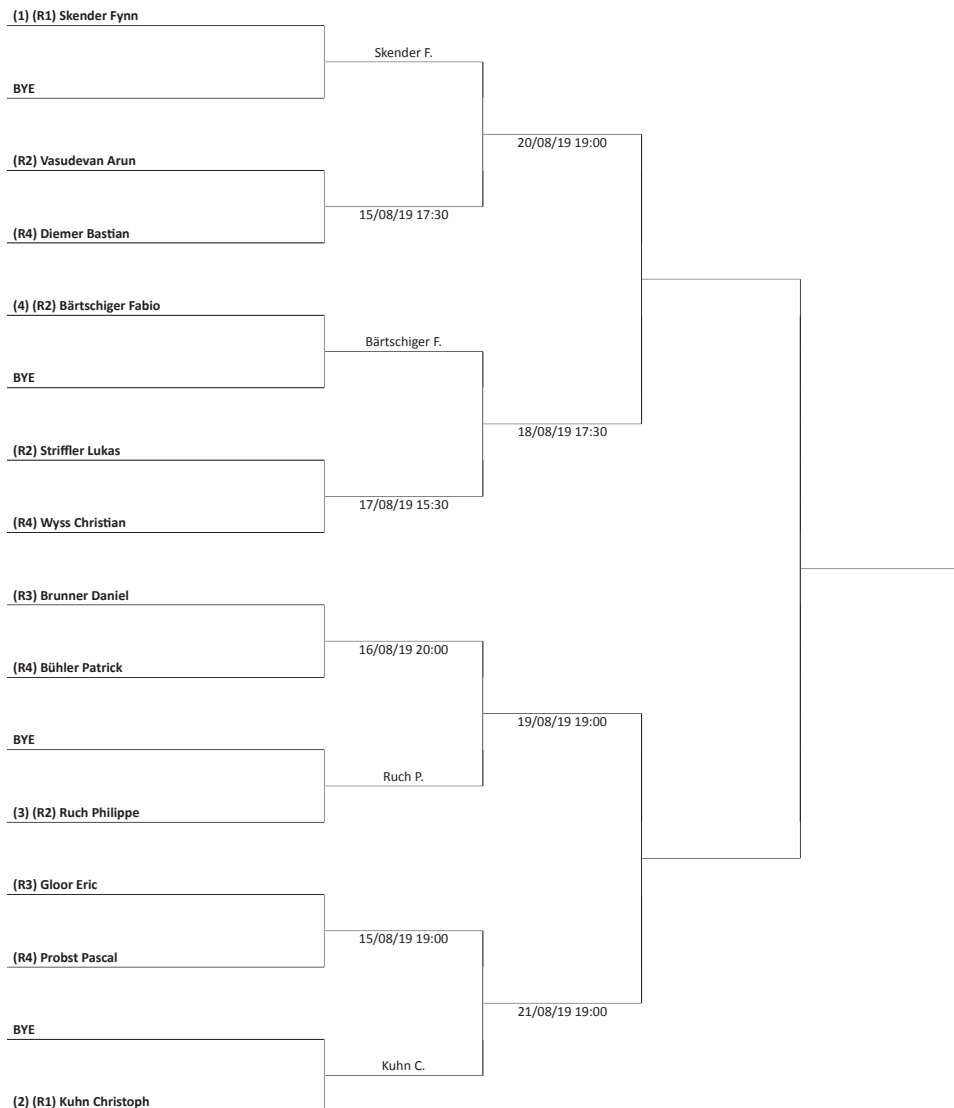 (1) (R1) Skender Fynn
Skender F.
BYE
20/08/19 19:00
(R2) Vasudevan Arun
15/08/19 17:30
(R4) Diemer Bastian
(4) (R2) Bärtschiger Fabio
Bärtschiger F.
BYE
18/08/19 17:30
(R2) Striffler Lukas
17/08/19 15:30
(R4) Wyss Christian
(R3) Brunner Daniel
16/08/19 20:00
(R4) Bühler Patrick
19/08/19 19:00
BYE
Ruch P.
(3) (R2) Ruch Philippe
(R3) Gloor Eric
15/08/19 19:00
(R4) Probst Pascal
21/08/19 19:00
BYE
Kuhn C.
(2) (R1) Kuhn Christoph